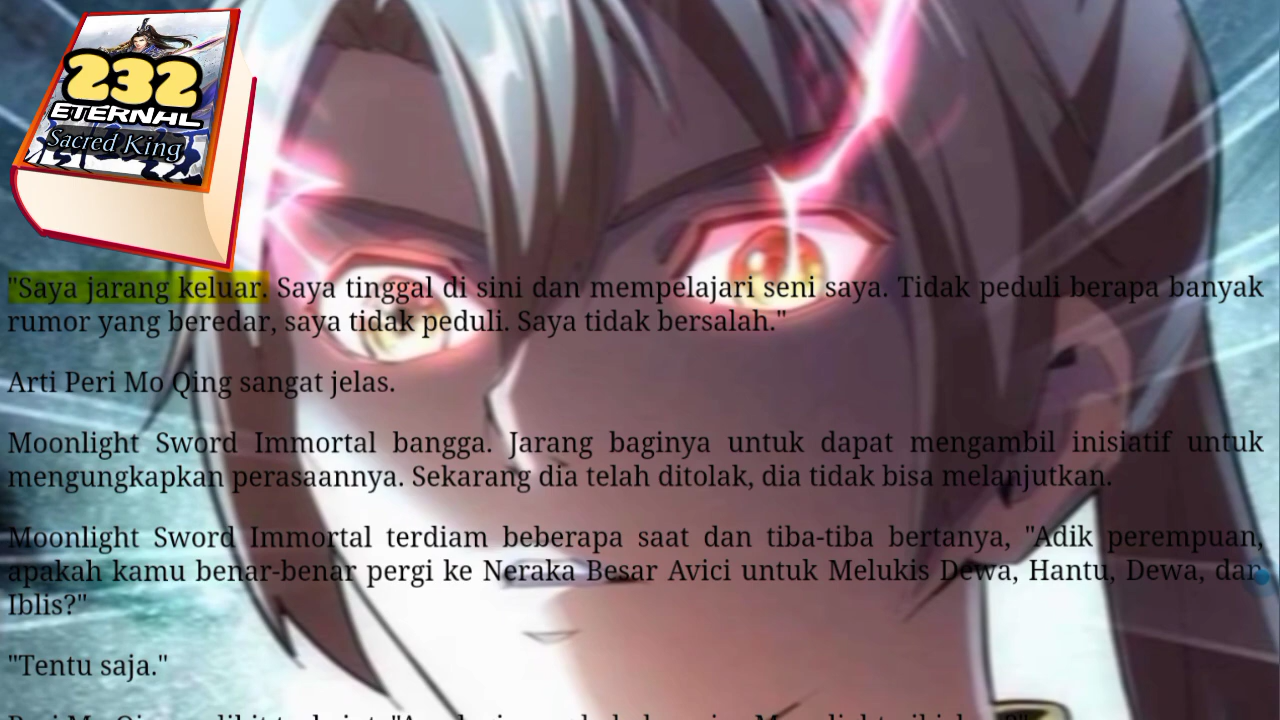 232
ETERNAL
Sacred King
"Saya jarang keluar. Saya tinggal di sini dan mempelajari seni saya. Tidak peduli berapa banyak
rumor yang beredar, saya tidak peduli. Saya tidak bersalah."
Arti Peri Mo Qing sangat jelas.
Moonlight Sword Immortal bangga. Jarang baginya untuk dapat mengambil inisiatif untuk
mengungkapkan perasaannya. Sekarang dia telah ditolak, dia tidak bisa melanjutkan.
Moonlight Sword Immortal terdiam beberapa saat dan tiba-tiba bertanya, "Adik perempuan,
apakah kamu benar-benar pergi ke Neraka Besar Avici untuk Melukis Dewa, Hantu, Dewa, dan
Iblis?"
"Tentu saja."